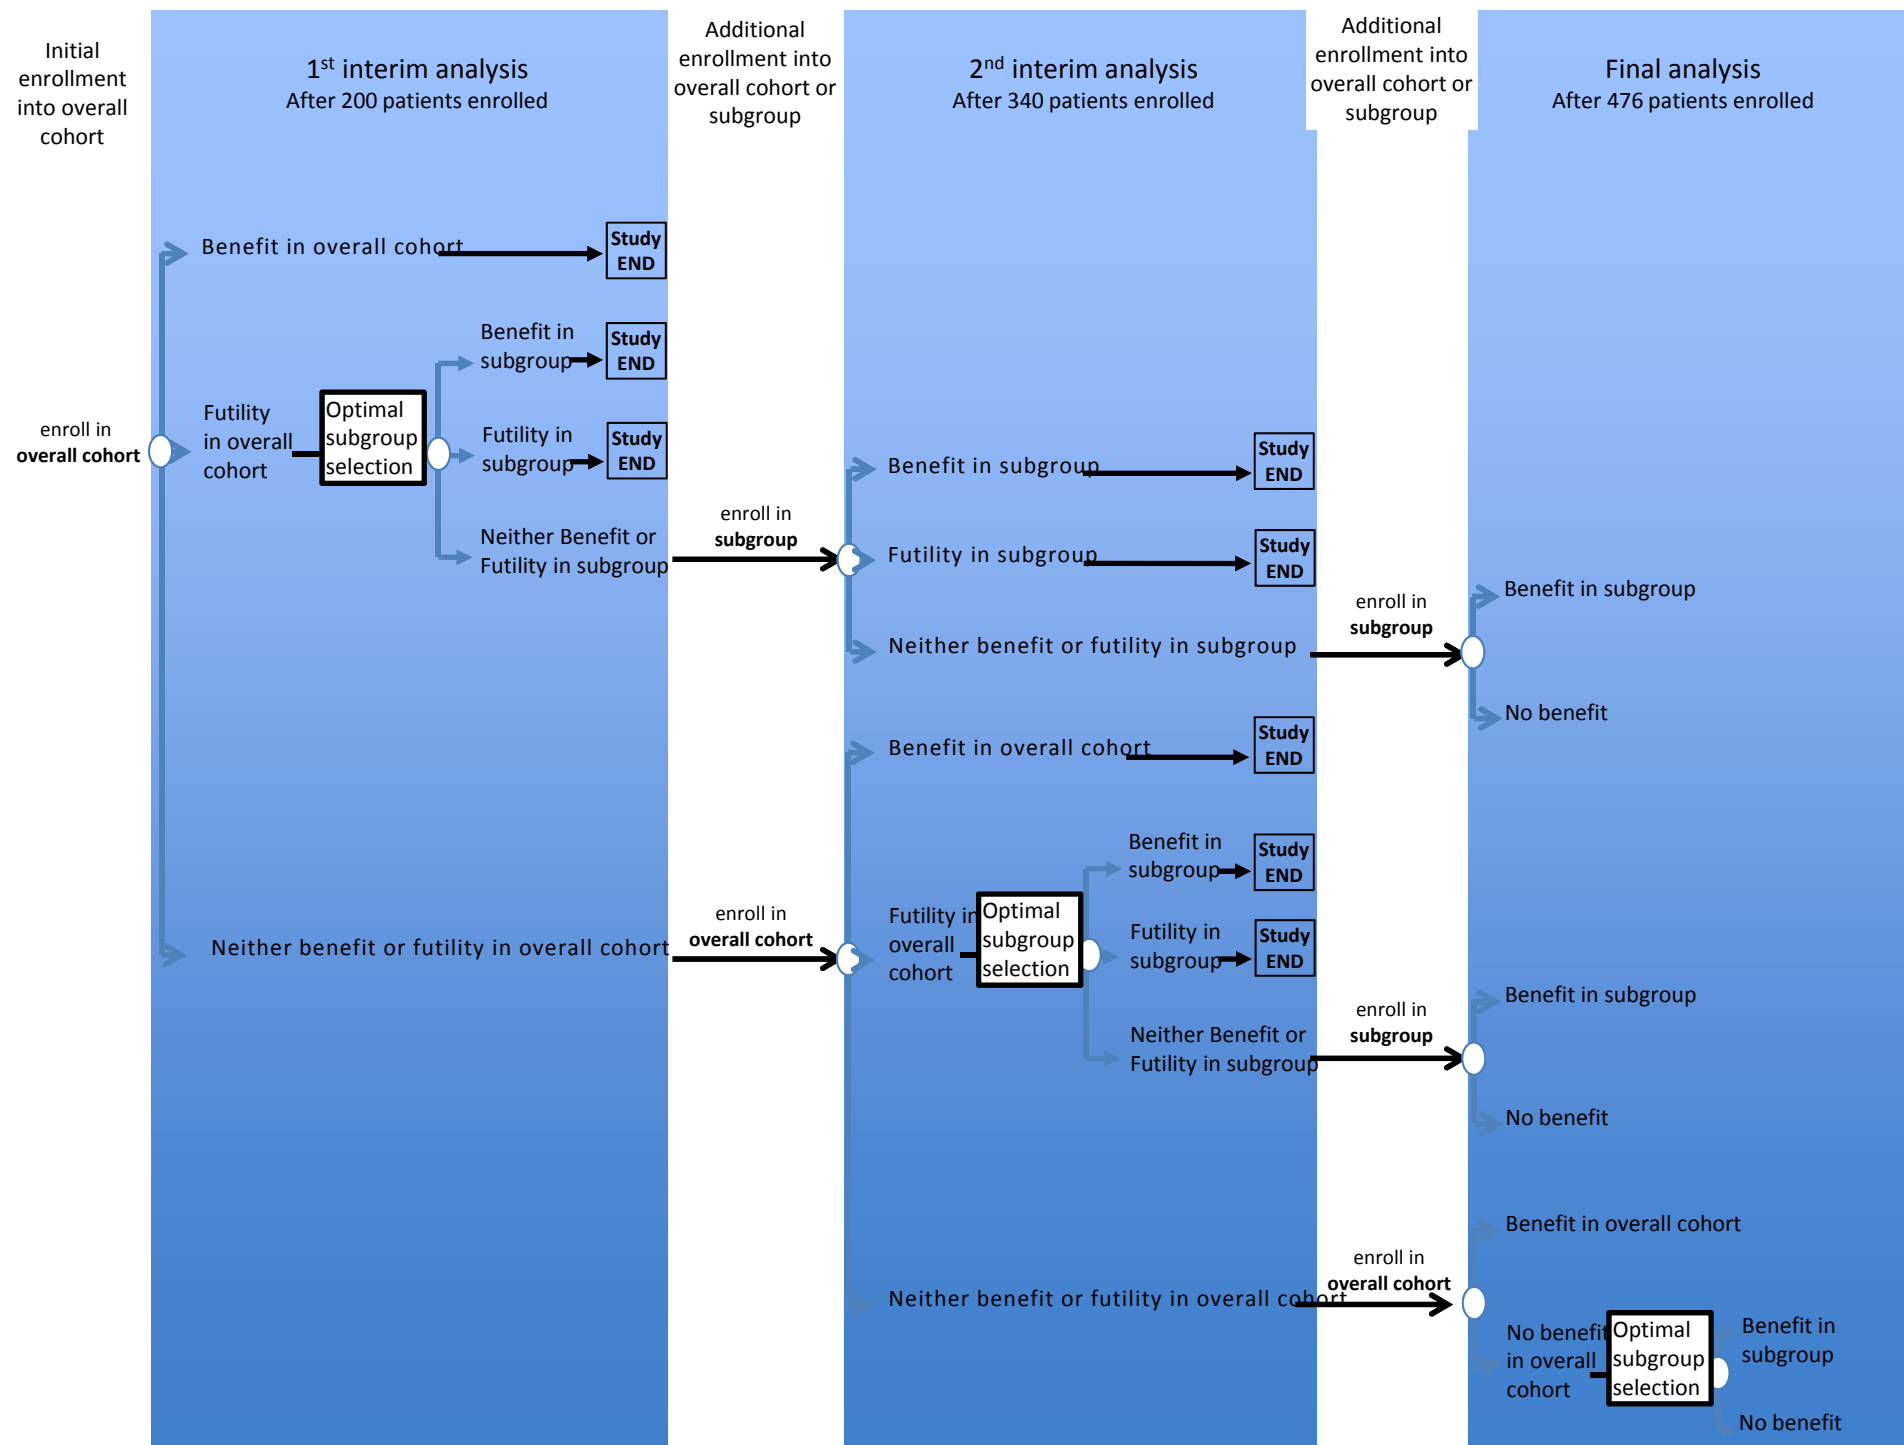 Initial
enrollment
into overall
cohort
1st interim analysis
After 200 patients enrolled
Additional
enrollment into
overall cohort or
subgroup
2nd interim analysis
After 340 patients enrolled
Additional
enrollment into
overall cohort or
subgroup
Final analysis
After 476 patients enrolled
enroll in
overall cohort
Benefit in overall cohort
Study
END
Futility
in overall
cohort
Optimal
subgroup
selection
Benefit in
subgroup
Study
END
Futility in
subgroup
Study
END
Neither Benefit or
Futility in subgroup
Neither benefit or futility in overall cohort
enroll in
subgroup
enroll in
overall cohort
Benefit in subgroup
Study
END
Futility in subgroup
Study
END
Neither benefit or futility in subgroup
Benefit in overall cohort
Study
END
Futility in
overall
cohort
Optimal
subgroup
selection
Benefit in
subgroup
Study
END
Futility in
subgroup
Study
END
Neither Benefit or
Futility in subgroup
Neither benefit or futility in overall cohort
enroll in
subgroup
enroll in
subgroup
enroll in
overall cohort
Benefit in subgroup
No benefit
Benefit in subgroup
No benefit
Benefit in overall cohort
No benefit
in overall
cohort
Optimal
subgroup
selection
Benefit in
subgroup
No benefit